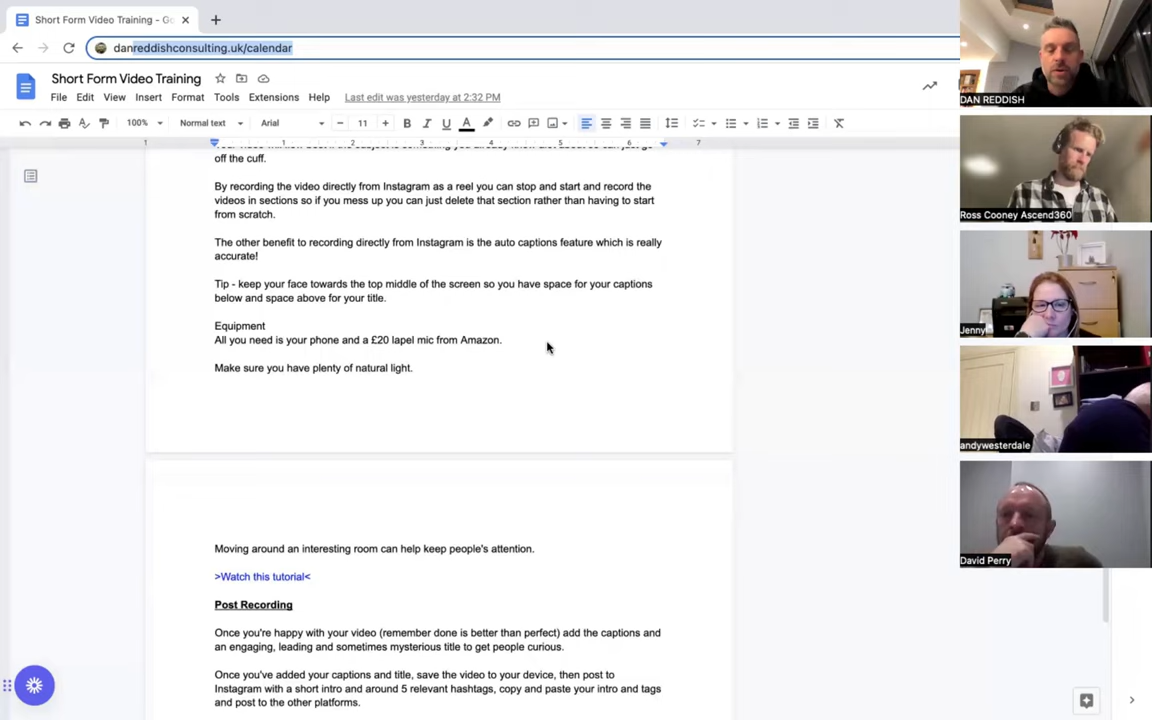 Short Form Video Training - Go
danreddishconsulting.uk/calendar
Short Form Video Training
File Edit View Insert Format Tools Extensions Help Last edit was yesterday at 2:32 PM
100% Normal text Arial 11
1 1 2 3 4 5 6 7
off the cuff.
By recording the video directly from Instagram as a reel you can stop and start and record the
videos in sections so if you mess up you can just delete that section rather than having to start
from scratch.
The other benefit to recording directly from Instagram is the auto captions feature which is really
accurate!
Tip - keep your face towards the top middle of the screen so you have space for your captions
below and space above for your title.
Equipment
All you need is your phone and a £20 lapel mic from Amazon.
Make sure you have plenty of natural light.
Moving around an interesting room can help keep people's attention.
>Watch this tutorial<
Post Recording
Once you're happy with your video (remember done is better than perfect) add the captions and
an engaging, leading and sometimes mysterious title to get people curious.
Once you've added your captions and title, save the video to your device, then post to
Instagram with a short intro and around 5 relevant hashtags, copy and paste your intro and tags
and post to the other platforms.
DAN REDDISH
Ross Cooney Ascend360
Jenny
andywesterdale
David Perry